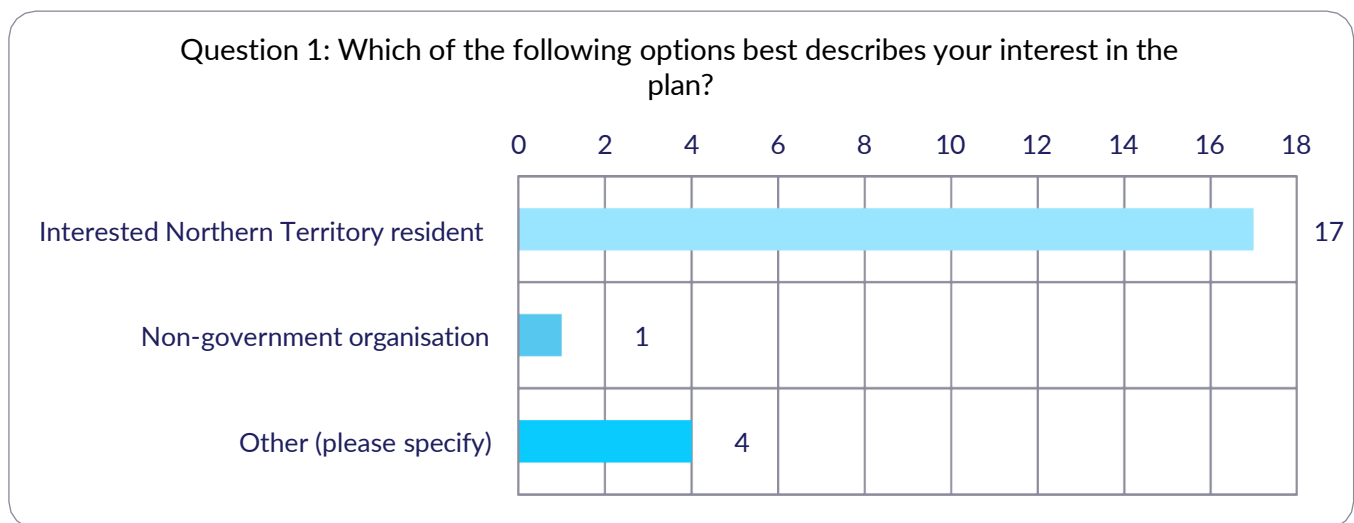 Question 1: Which of the following options best describes your interest in the
plan?
0 2 4 6 8 10 12 14 16 18
Interested Northern Territory resident 17
Non-government organisation 1
Other (please specify) 4